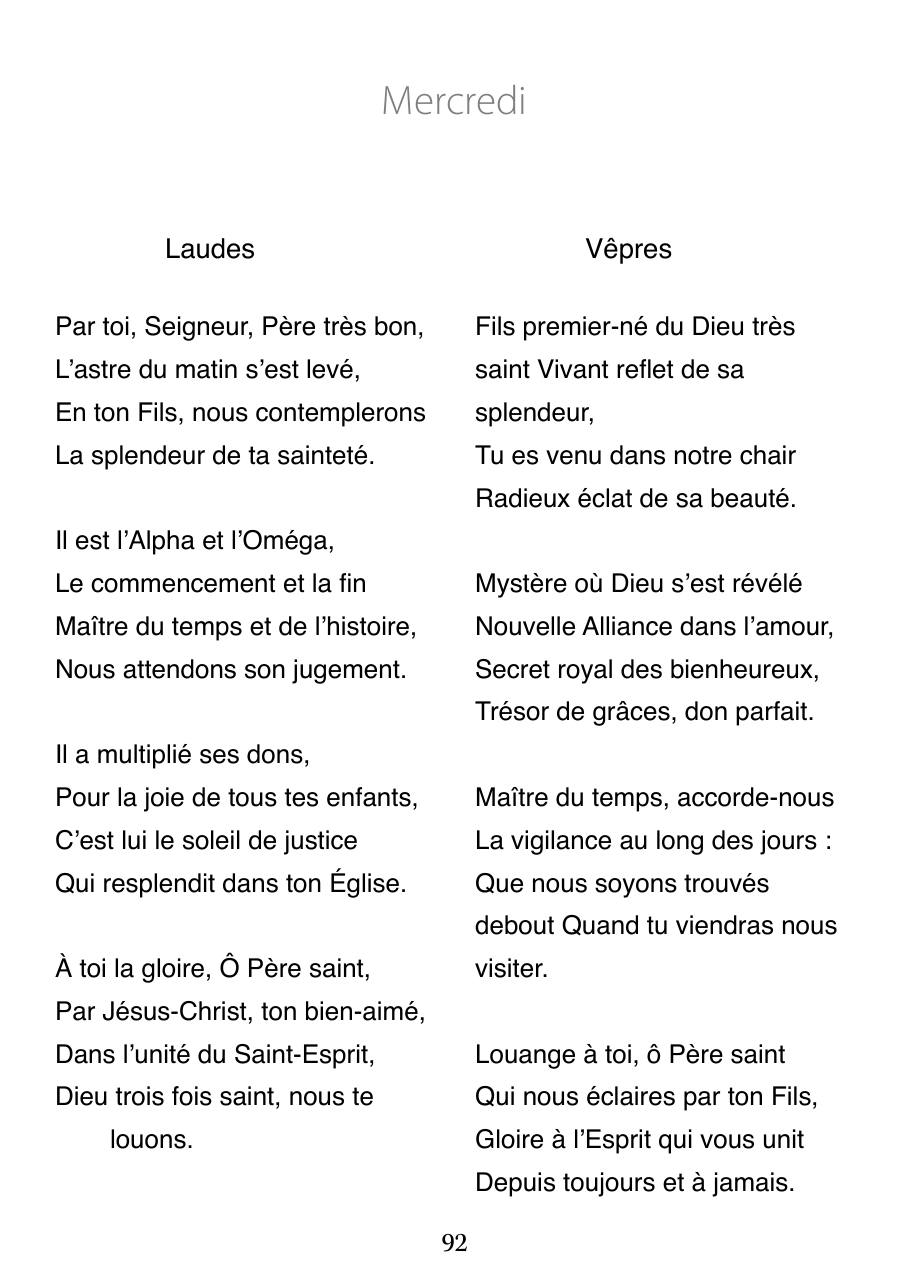 Mercredi
Laudes
Par toi, Seigneur, Père très bon,
L’astre du matin s’est levé,
En ton Fils, nous contemplerons
La splendeur de ta sainteté.
Il est l’Alpha et l’Oméga,
Le commencement et la fin
Maître du temps et de l’histoire,
Nous attendons son jugement.
Il a multiplié ses dons,
Pour la joie de tous tes enfants,
C’est lui le soleil de justice
Qui resplendit dans ton Église.
À toi la gloire, Ô Père saint,
Par Jésus-Christ, ton bien-aimé,
Dans l’unité du Saint-Esprit,
Dieu trois fois saint, nous te
louons.
Vêpres
Fils premier-né du Dieu très
saint Vivant reflet de sa
splendeur,
Tu es venu dans notre chair
Radieux éclat de sa beauté.
Mystère où Dieu s’est révélé
Nouvelle Alliance dans l’amour,
Secret royal des bienheureux,
Trésor de grâces, don parfait.
Maître du temps, accorde-nous
La vigilance au long des jours :
Que nous soyons trouvés
debout Quand tu viendras nous
visiter.
Louange à toi, ô Père saint
Qui nous éclaires par ton Fils,
Gloire à l’Esprit qui vous unit
Depuis toujours et à jamais.
92